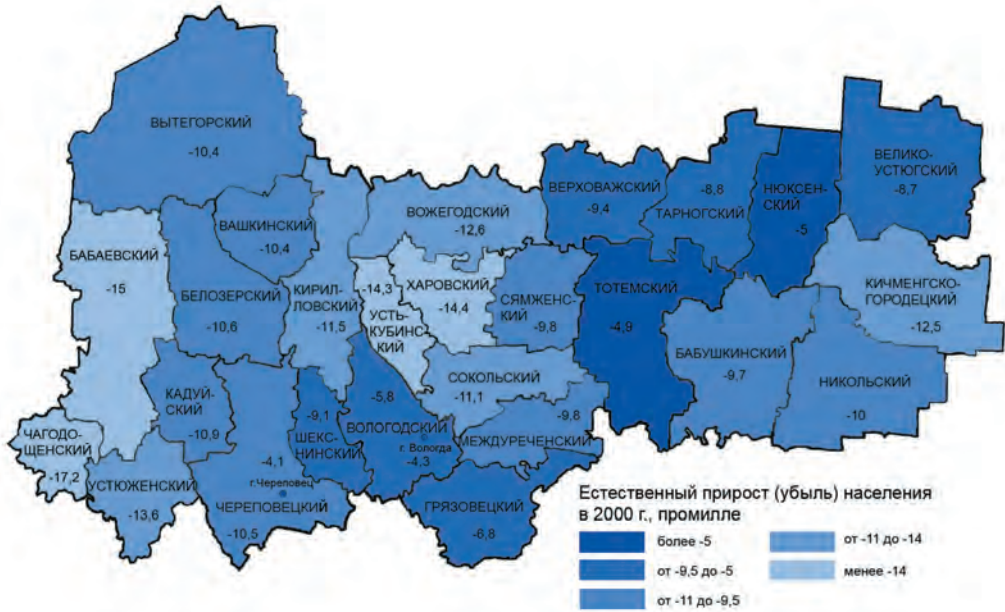 ВЫТЕГОРСКИЙ
-10,4
ВАШКИНСКИЙ
-10,4
БАБАЕВСКИЙ
-15
БЕЛОЗЕРСКИЙ
-10,6
КИРИЛ-
ЛОВСКИЙ
-11,5
ВОЖЕГОДСКИЙ
-12,6
ВЕРХОВАЖСКИЙ
-9,4
-8,8
ТАРНОГСКИЙ
НЮКСЕН-
СКИЙ
-5
ВЕЛИКО-
УСТЮГСКИЙ
-8,7
-14,3
УСТЬ-
КУБИН-
СКИЙ
ХАРОВСКИЙ
-14,4
СЯМЖЕН-
СКИЙ
-9,8
ТОТЕМСКИЙ
-4,9
КИЧМЕНГСКО-
ГОРОДЕЦКИЙ
-12,5
БАБУШКИНСКИЙ
-9,7
НИКОЛЬСКИЙ
-10
СОКОЛЬСКИЙ
-11,1
-9,8
МЕЖДУРЕЧЕНСКИЙ
КАДУЙ-
СКИЙ
-10,9
-9,1
ШЕКС-
НИНСКИЙ
-5,8
ВОЛОГОДСКИЙ
г. Вологда
-4,3
ЧАГОДО-
ЩЕНСКИЙ
-17,2
УСТЮЖЕНСКИЙ
-13,6
-4,1
г.Череповец
ЧЕРЕПОВЕЦКИЙ
-10,5
ГРЯЗОВЕЦКИЙ
-6,8
Естественный прирост (убыль) населения
в 2000 г., промилле
более -5
от -9,5 до -5
от -11 до -9,5
от -11 до -14
менее -14